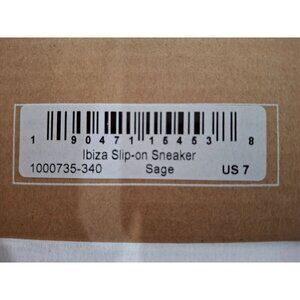 1 90471 15453 8
Ibiza Slip-on Sneaker
1000735-340 Sage US 7